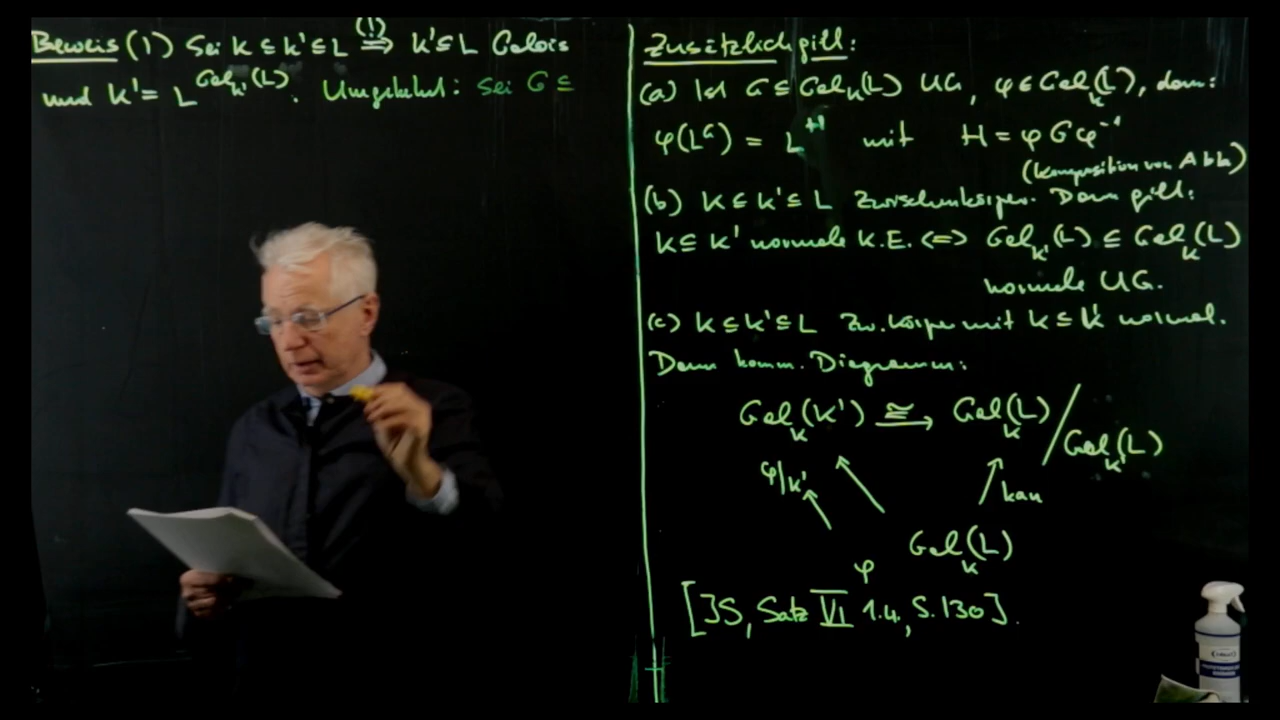 Beweis (1) Sei k ⊆ k' ⊆ L (!) ⟹ k' ⊆ L Galois
und k' = L^{Gal_{k'}(L)}. Umgekehrt: Sei G ⊆
Zusätzlich gilt:
(a) Ist G ⊆ Gal_k(L) UG, φ ∈ Gal_k(L), dann:
φ(L^G) = L^H mit H = φGφ^{-1}
(Komposition von Abb.)
(b) k ⊆ k' ⊆ L Zwischenkörper. Dann gilt:
k ⊆ k' normale K.E. ⟺ Gal_{k'}(L) ⊆ Gal_k(L)
normale UG.
(c) k ⊆ k' ⊆ L Zw.körper mit k ⊆ k' normal.
Dann komm. Diagramm:
Gal_k(k') ≅→ Gal_k(L) / Gal_{k'}(L)
φ|k' ↖ ↖ ↗ kan
φ Gal_k(L)
[JS, Satz VI 1.4., S. 130].